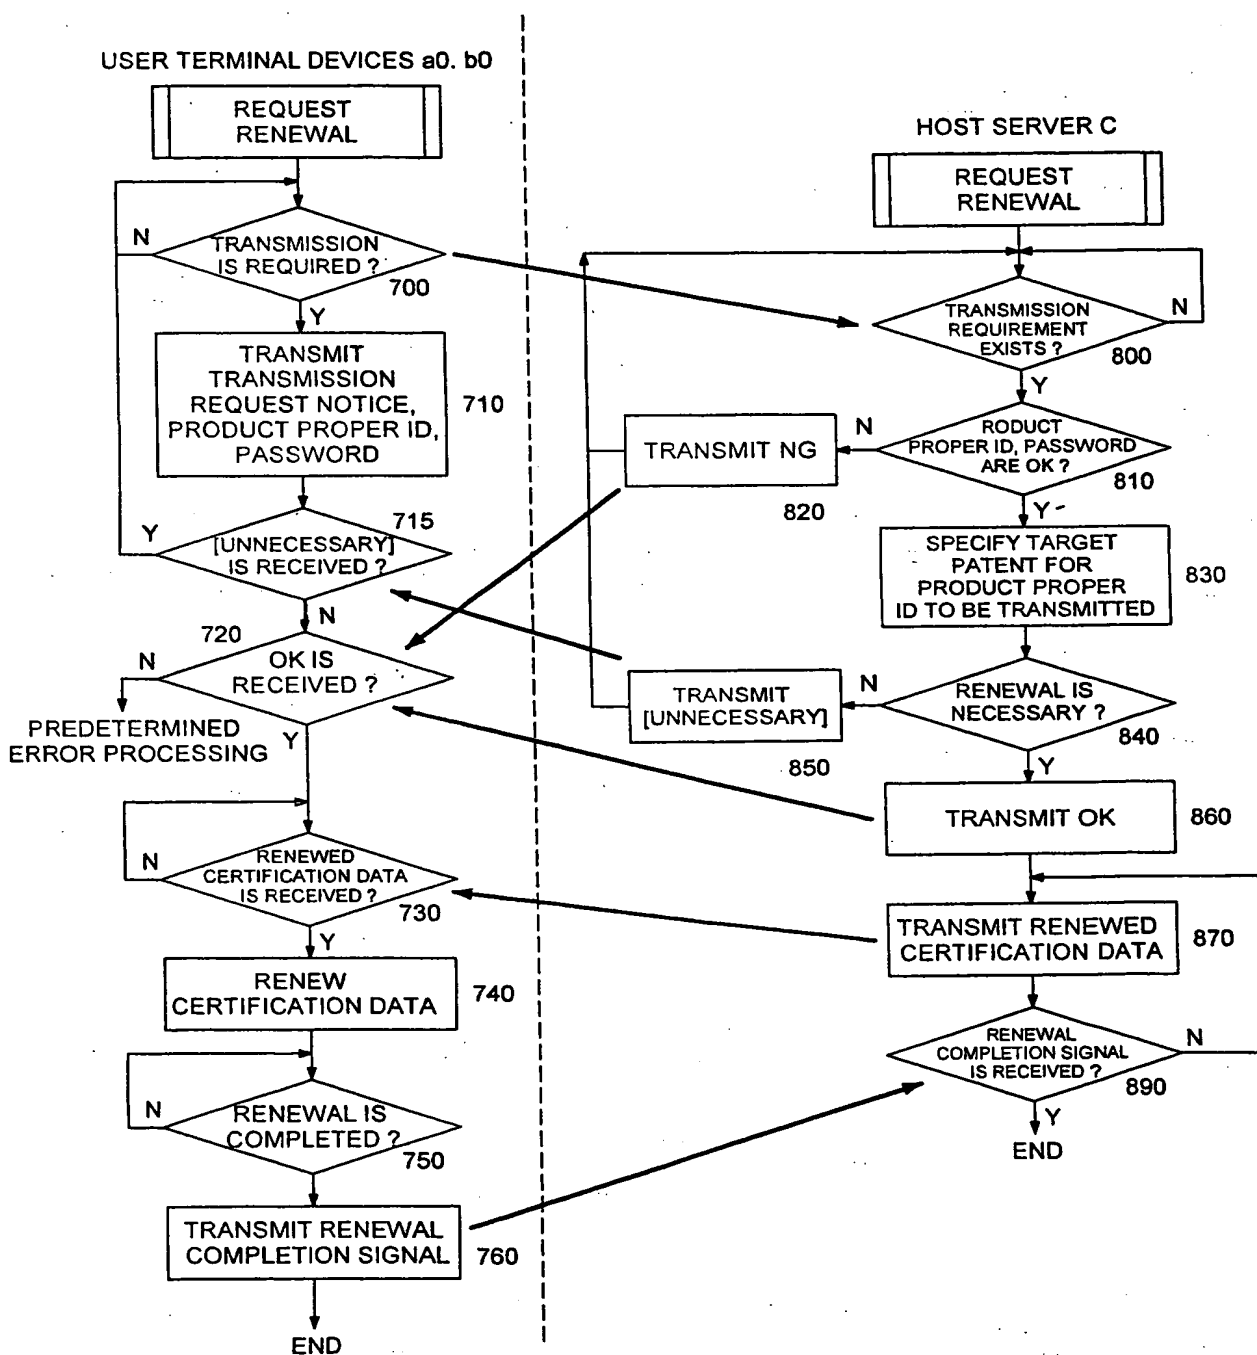 USER TERMINAL DEVICES a0. b0
REQUEST
RENEWAL
N
TRANSMISSION
IS REQUIRED ?
700
Y
TRANSMIT
TRANSMISSION
REQUEST NOTICE,
PRODUCT PROPER ID,
PASSWORD
710
Y
715
[UNNECESSARY]
IS RECEIVED ?
N
720
N
OK IS
RECEIVED ?
PREDETERMINED
ERROR PROCESSING
Y
N
RENEWED
CERTIFICATION DATA
IS RECEIVED ?
730
Y
RENEW
CERTIFICATION DATA
740
N
RENEWAL IS
COMPLETED ?
750
TRANSMIT RENEWAL
COMPLETION SIGNAL
760
END
HOST SERVER C
REQUEST
RENEWAL
TRANSMISSION
REQUIREMENT
EXISTS ?
N
800
Y
TRANSMIT NG
820
N
RODUCT
PROPER ID, PASSWORD
ARE OK ?
810
Y
SPECIFY TARGET
PATENT FOR
PRODUCT PROPER
ID TO BE TRANSMITTED
830
TRANSMIT
[UNNECESSARY]
850
N
RENEWAL IS
NECESSARY ?
840
Y
TRANSMIT OK
860
TRANSMIT RENEWED
CERTIFICATION DATA
870
RENEWAL
COMPLETION SIGNAL
IS RECEIVED ?
N
890
Y
END